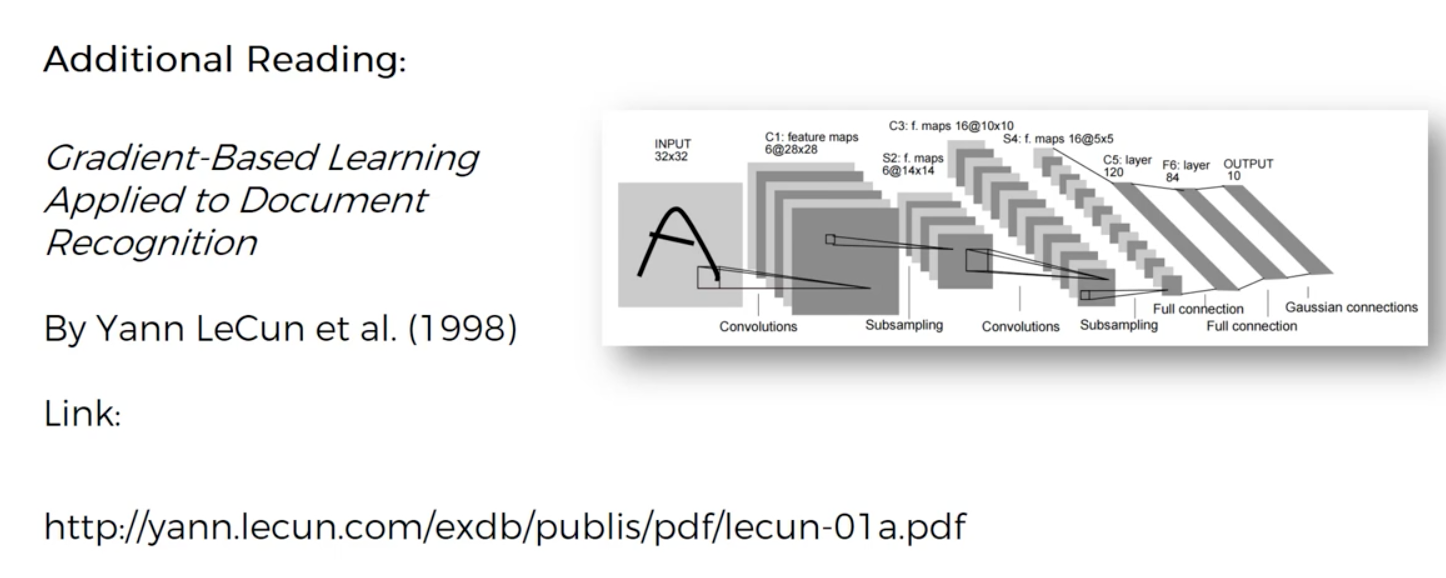 Additional Reading:
Gradient-Based Learning
Applied to Document
Recognition
By Yann LeCun et al. (1998)
Link:
http://yann.lecun.com/exdb/publis/pdf/lecun-01a.pdf
INPUT
32x32
C1: feature maps
6@28x28
S2: f. maps
6@14x14
C3: f. maps 16@10x10
S4: f. maps 16@5x5
C5: layer
120
F6: layer
84
OUTPUT
10
Convolutions
Subsampling
Convolutions
Subsampling
Full connection
Full connection
Gaussian connections
A